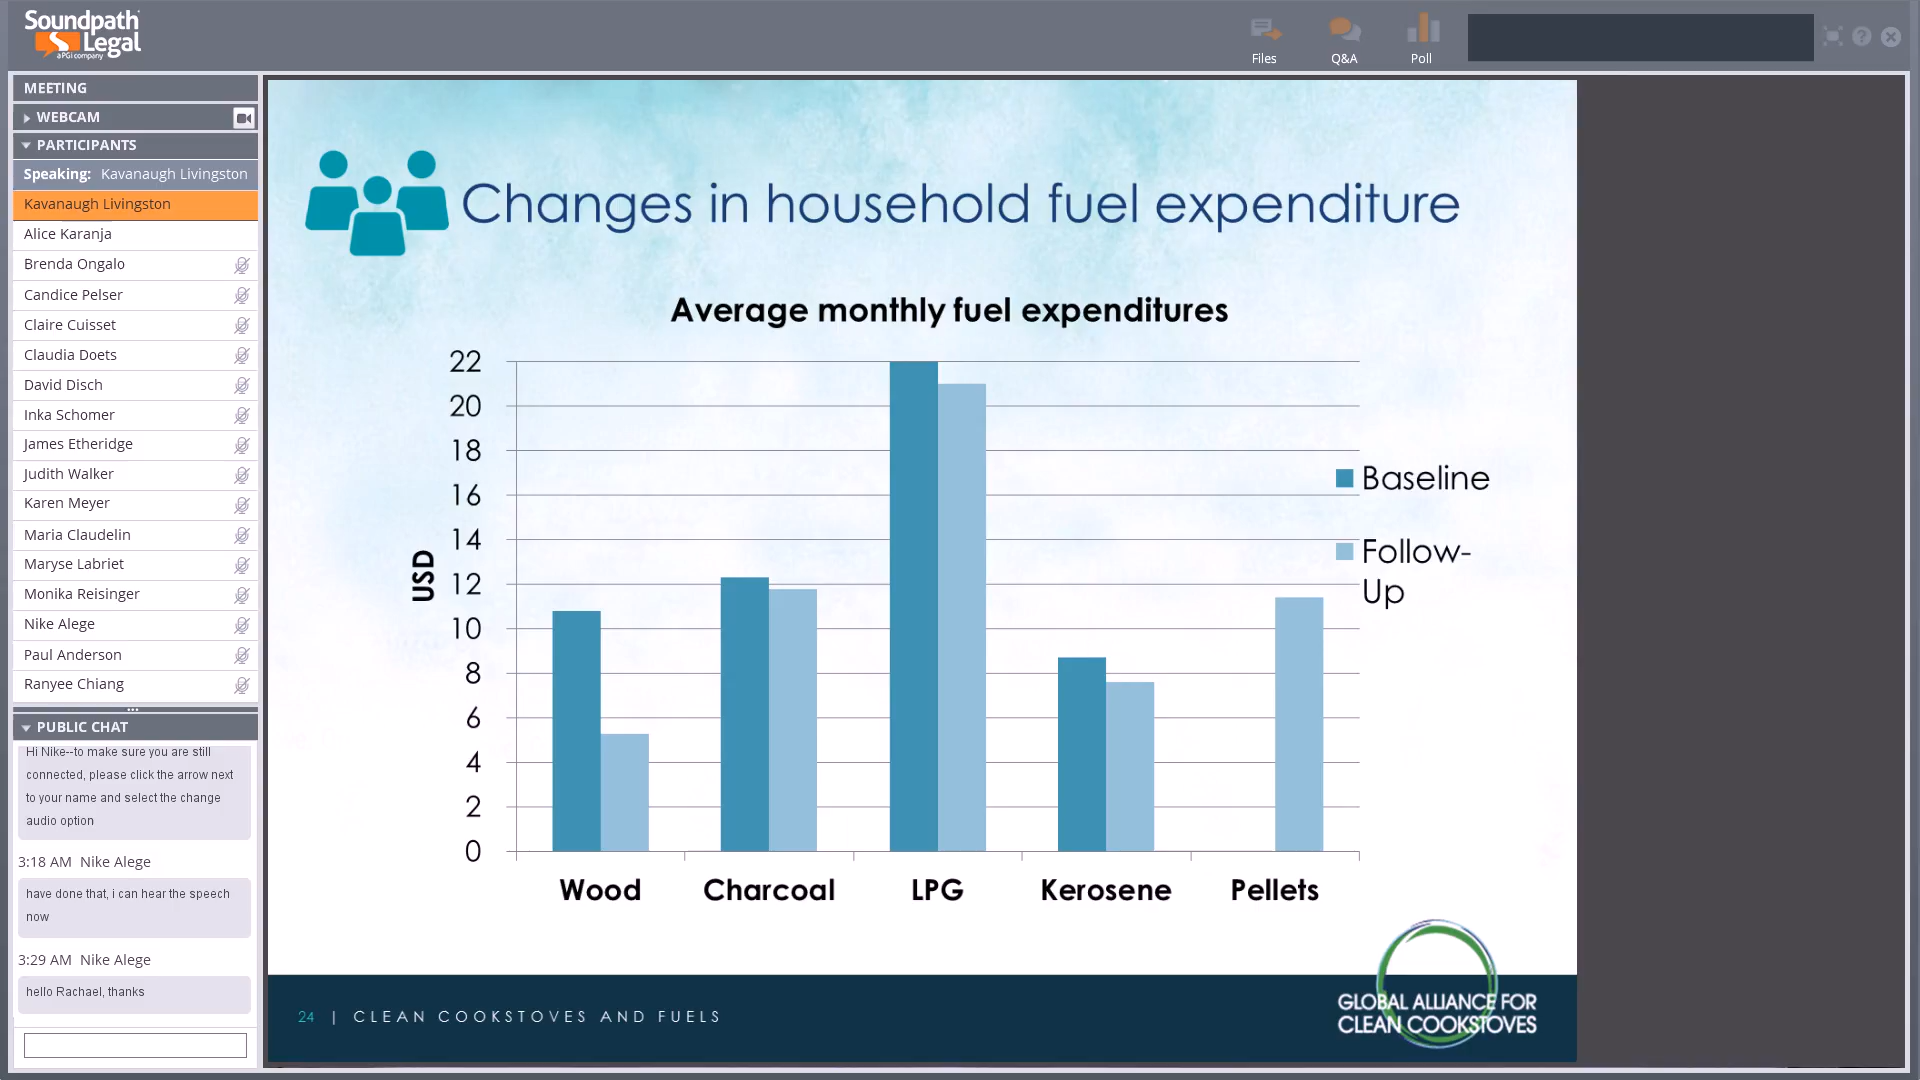 Soundpath
Legal
a PGi company
Files
Q&A
Poll
MEETING
WEBCAM
PARTICIPANTS
Speaking: Kavanaugh Livingston
Kavanaugh Livingston
Alice Karanja
Brenda Ongalo
Candice Pelser
Claire Cuisset
Claudia Doets
David Disch
Inka Schomer
James Etheridge
Judith Walker
Karen Meyer
Maria Claudelin
Maryse Labriet
Monika Reisinger
Nike Alege
Paul Anderson
Ranyee Chiang
PUBLIC CHAT
Hi Nike--to make sure you are still
connected, please click the arrow next
to your name and select the change
audio option
3:18 AM Nike Alege
have done that, i can hear the speech
now
3:29 AM Nike Alege
hello Rachael, thanks
Changes in household fuel expenditure
Average monthly fuel expenditures
USD
22
20
18
16
14
12
10
8
6
4
2
0
Wood Charcoal LPG Kerosene Pellets
Baseline
Follow-
Up
24 | CLEAN COOKSTOVES AND FUELS
GLOBAL ALLIANCE FOR
CLEAN COOKSTOVES